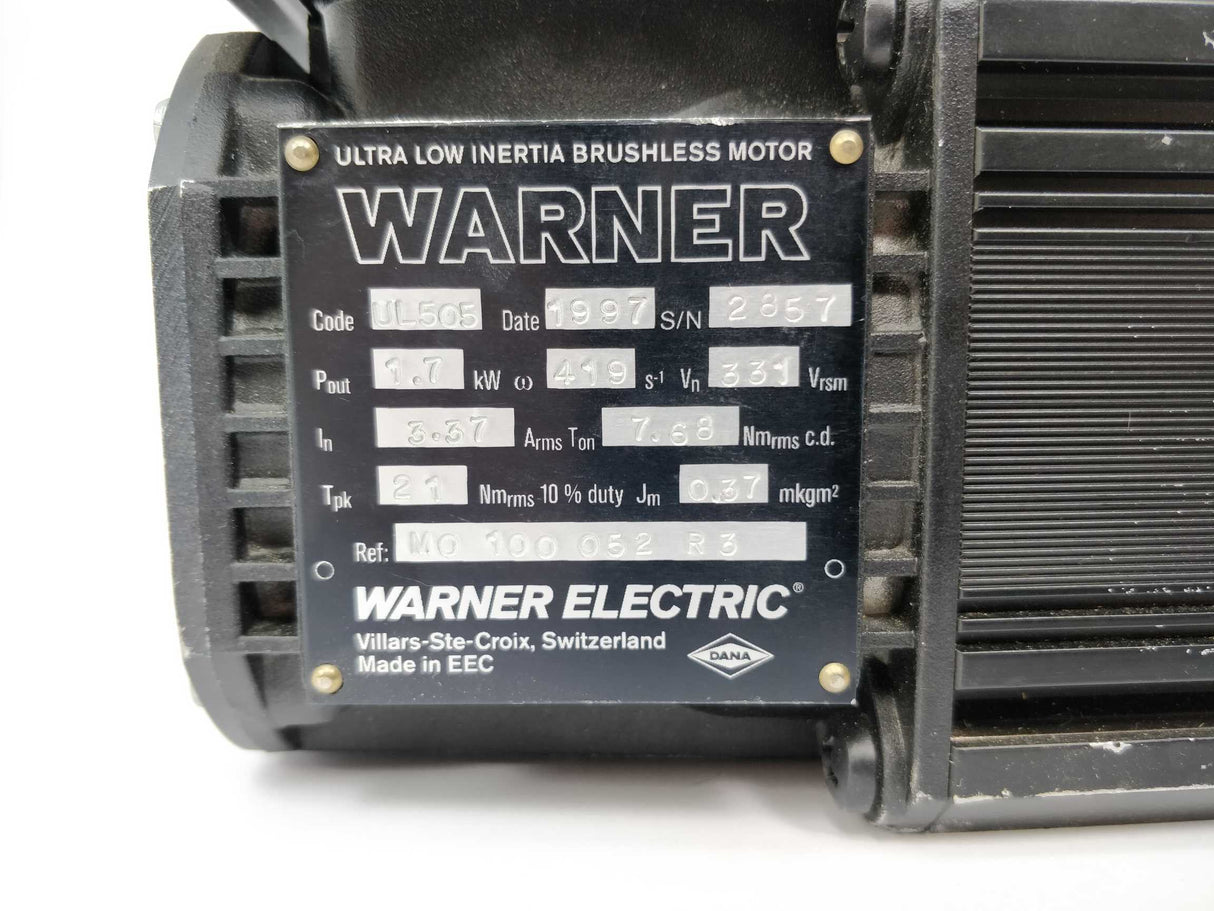 ULTRA LOW INERTIA BRUSHLESS MOTOR
WARNER
Code UL505 Date 1997 S/N 2857
Pout 1.7 kW ω 419 s-1 Vn 331 Vrsm
In 3.37 Arms Ton 7.68 Nmrms c.d.
Tpk 21 Nmrms 10 % duty Jm 0.37 mkgm²
Ref: MO 100 052 R3
WARNER ELECTRIC®
Villars-Ste-Croix, Switzerland
Made in EEC
DANA